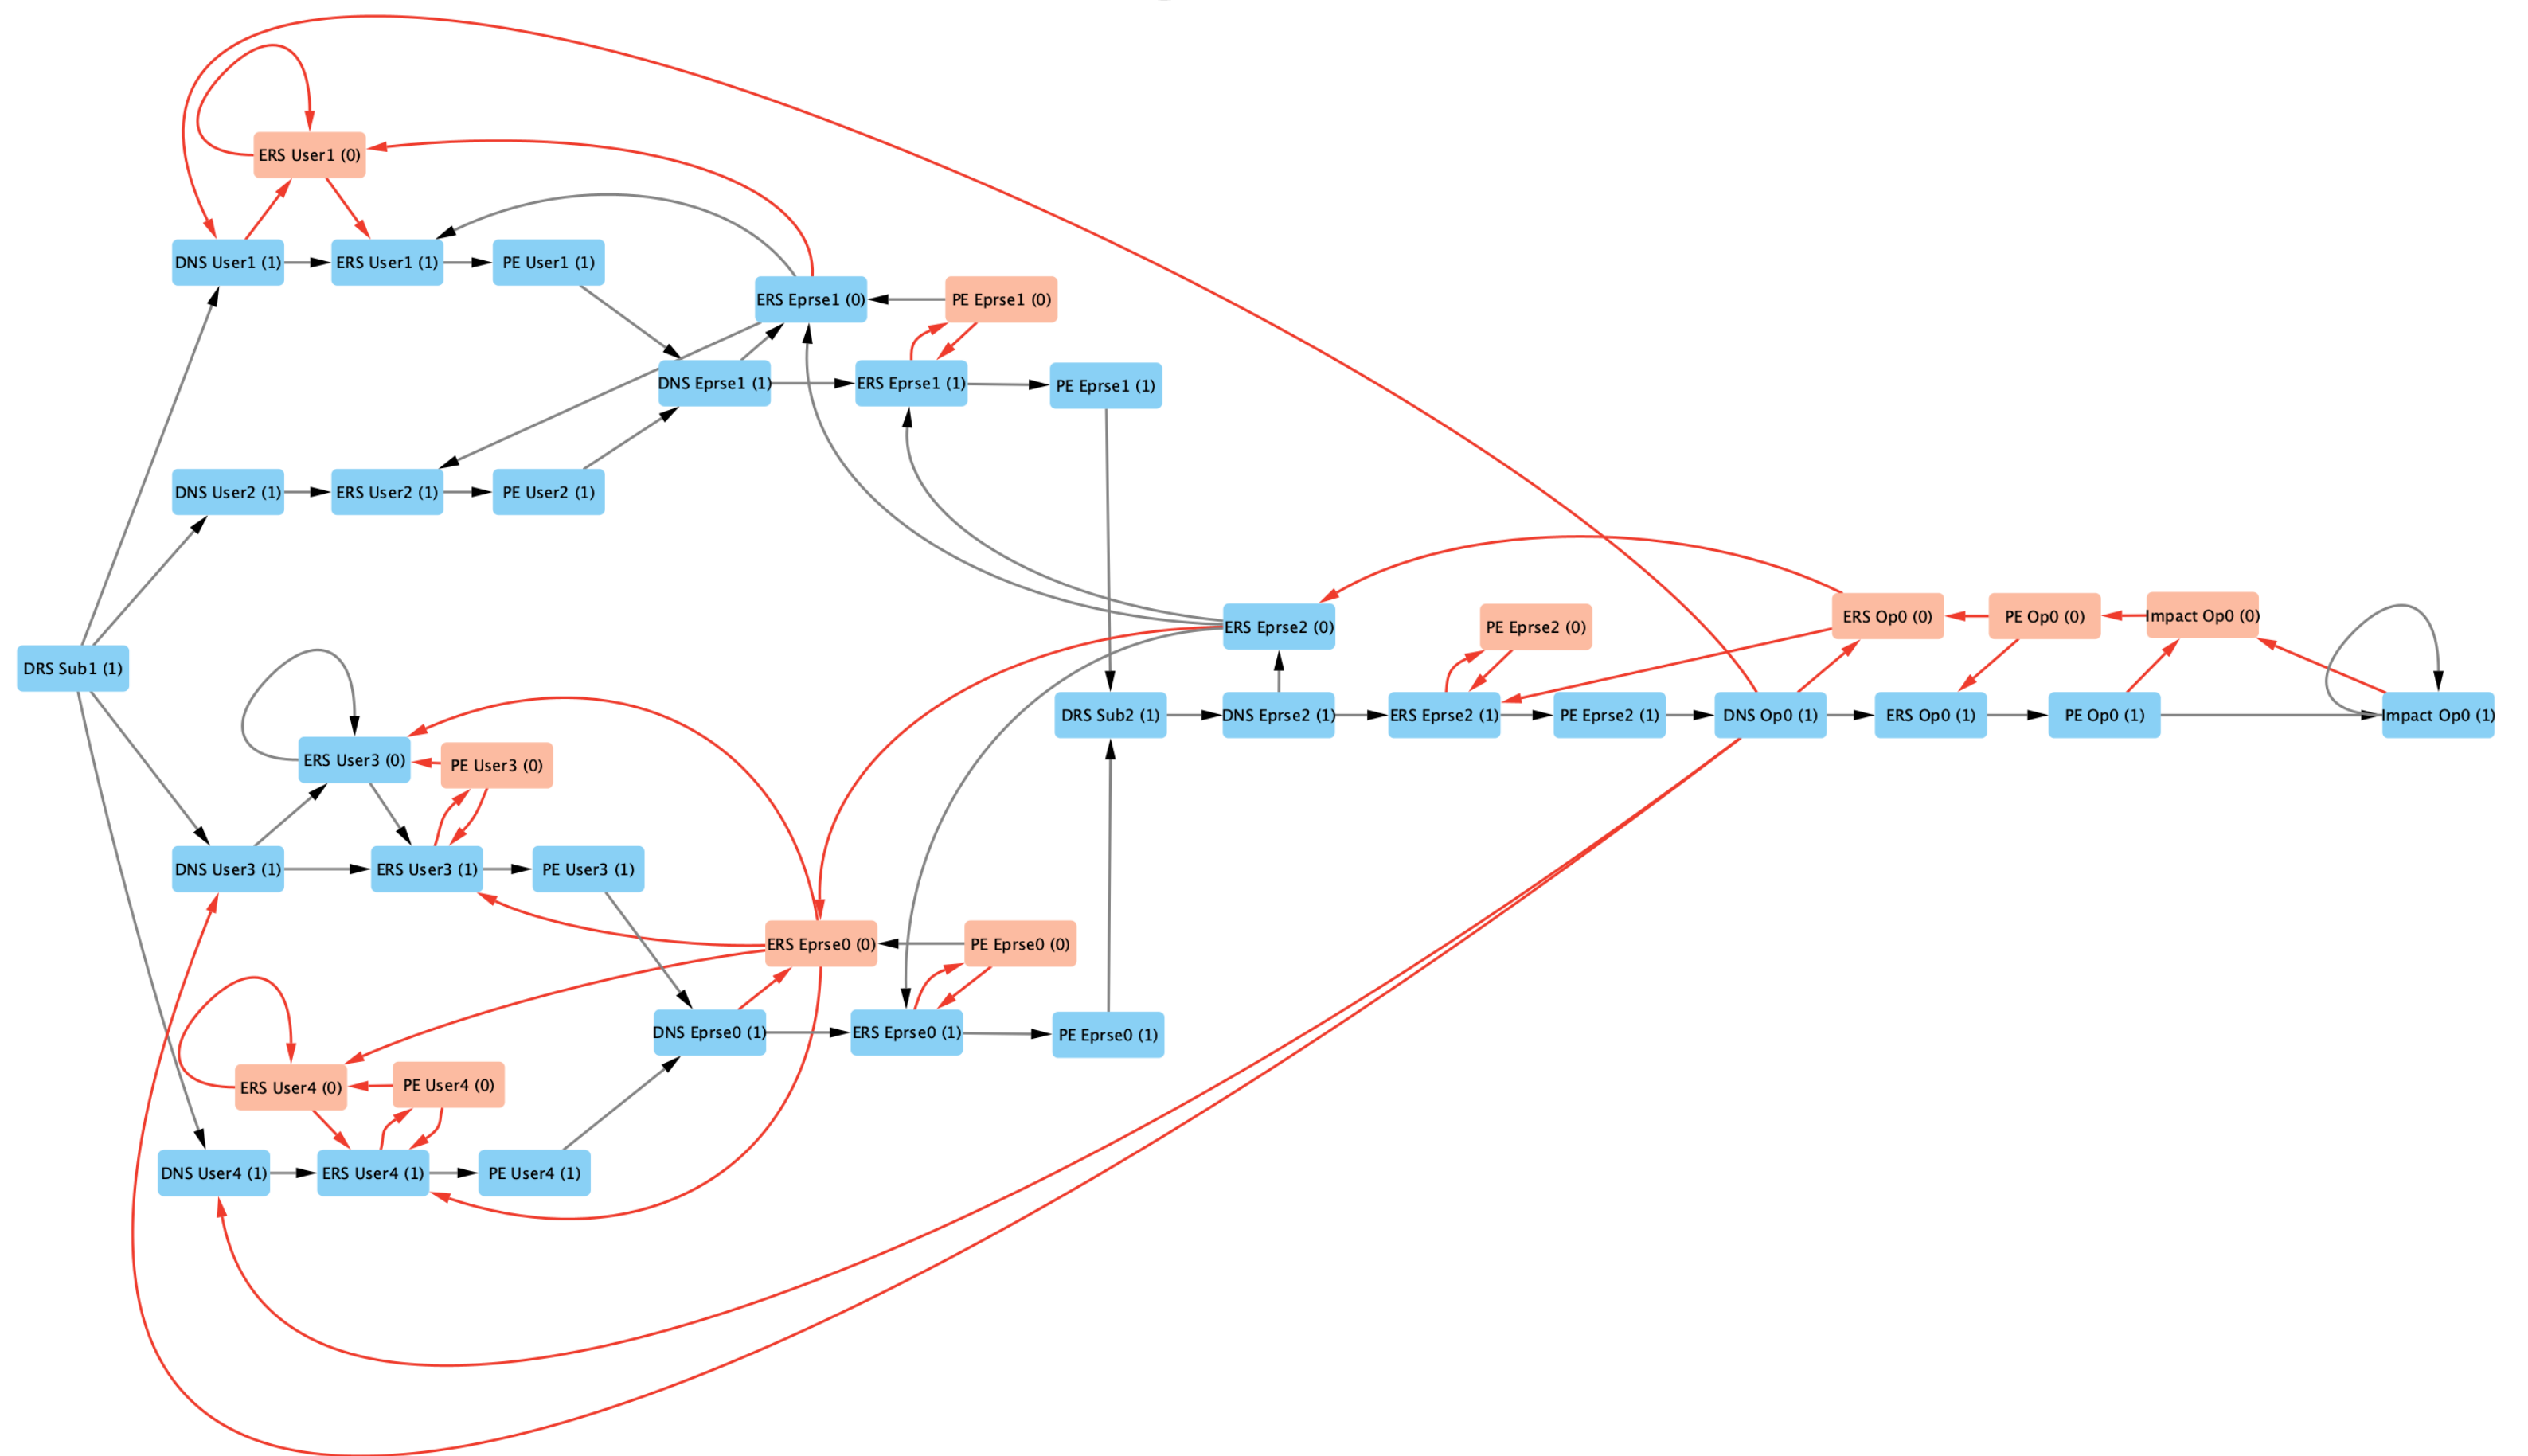 ERS User1 (0)
DNS User1 (1)
ERS User1 (1)
PE User1 (1)
ERS Eprse1 (0)
PE Eprse1 (0)
DNS Eprse1 (1)
ERS Eprse1 (1)
PE Eprse1 (1)
DNS User2 (1)
ERS User2 (1)
PE User2 (1)
ERS Eprse2 (0)
PE Eprse2 (0)
ERS Op0 (0)
PE Op0 (0)
Impact Op0 (0)
DRS Sub1 (1)
DRS Sub2 (1)
DNS Eprse2 (1)
ERS Eprse2 (1)
PE Eprse2 (1)
DNS Op0 (1)
ERS Op0 (1)
PE Op0 (1)
Impact Op0 (1)
ERS User3 (0)
PE User3 (0)
DNS User3 (1)
ERS User3 (1)
PE User3 (1)
ERS Eprse0 (0)
PE Eprse0 (0)
DNS Eprse0 (1)
ERS Eprse0 (1)
PE Eprse0 (1)
ERS User4 (0)
PE User4 (0)
DNS User4 (1)
ERS User4 (1)
PE User4 (1)